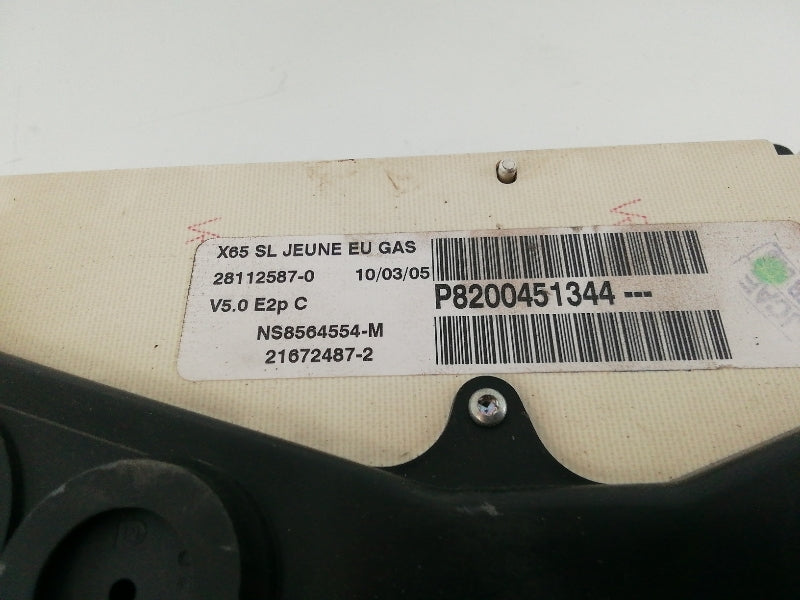 X65 SL JEUNE EU GAS
28112587-0 10/03/05
V5.0 E2p C
P8200451344 ---
NS8564554-M
21672487-2